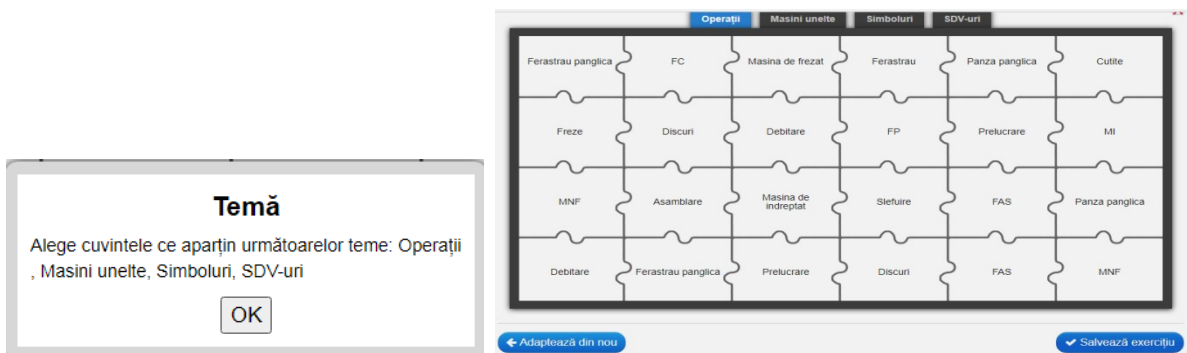 Temă
Alege cuvintele ce aparțin următoarelor teme: Operații
, Masini unelte, Simboluri, SDV-uri
OK
Operații Masini unelte Simboluri SDV-uri
Ferastrau panglica FC Masina de frezat Ferastrau Panza panglica Cutite
Freze Discuri Debitare FP Prelucrare MI
MNF Asamblare Masina de indreptat Slefuire FAS Panza panglica
Debitare Ferastrau panglica Prelucrare Discuri FAS MNF
Adaptează din nou Salvează exercițiu